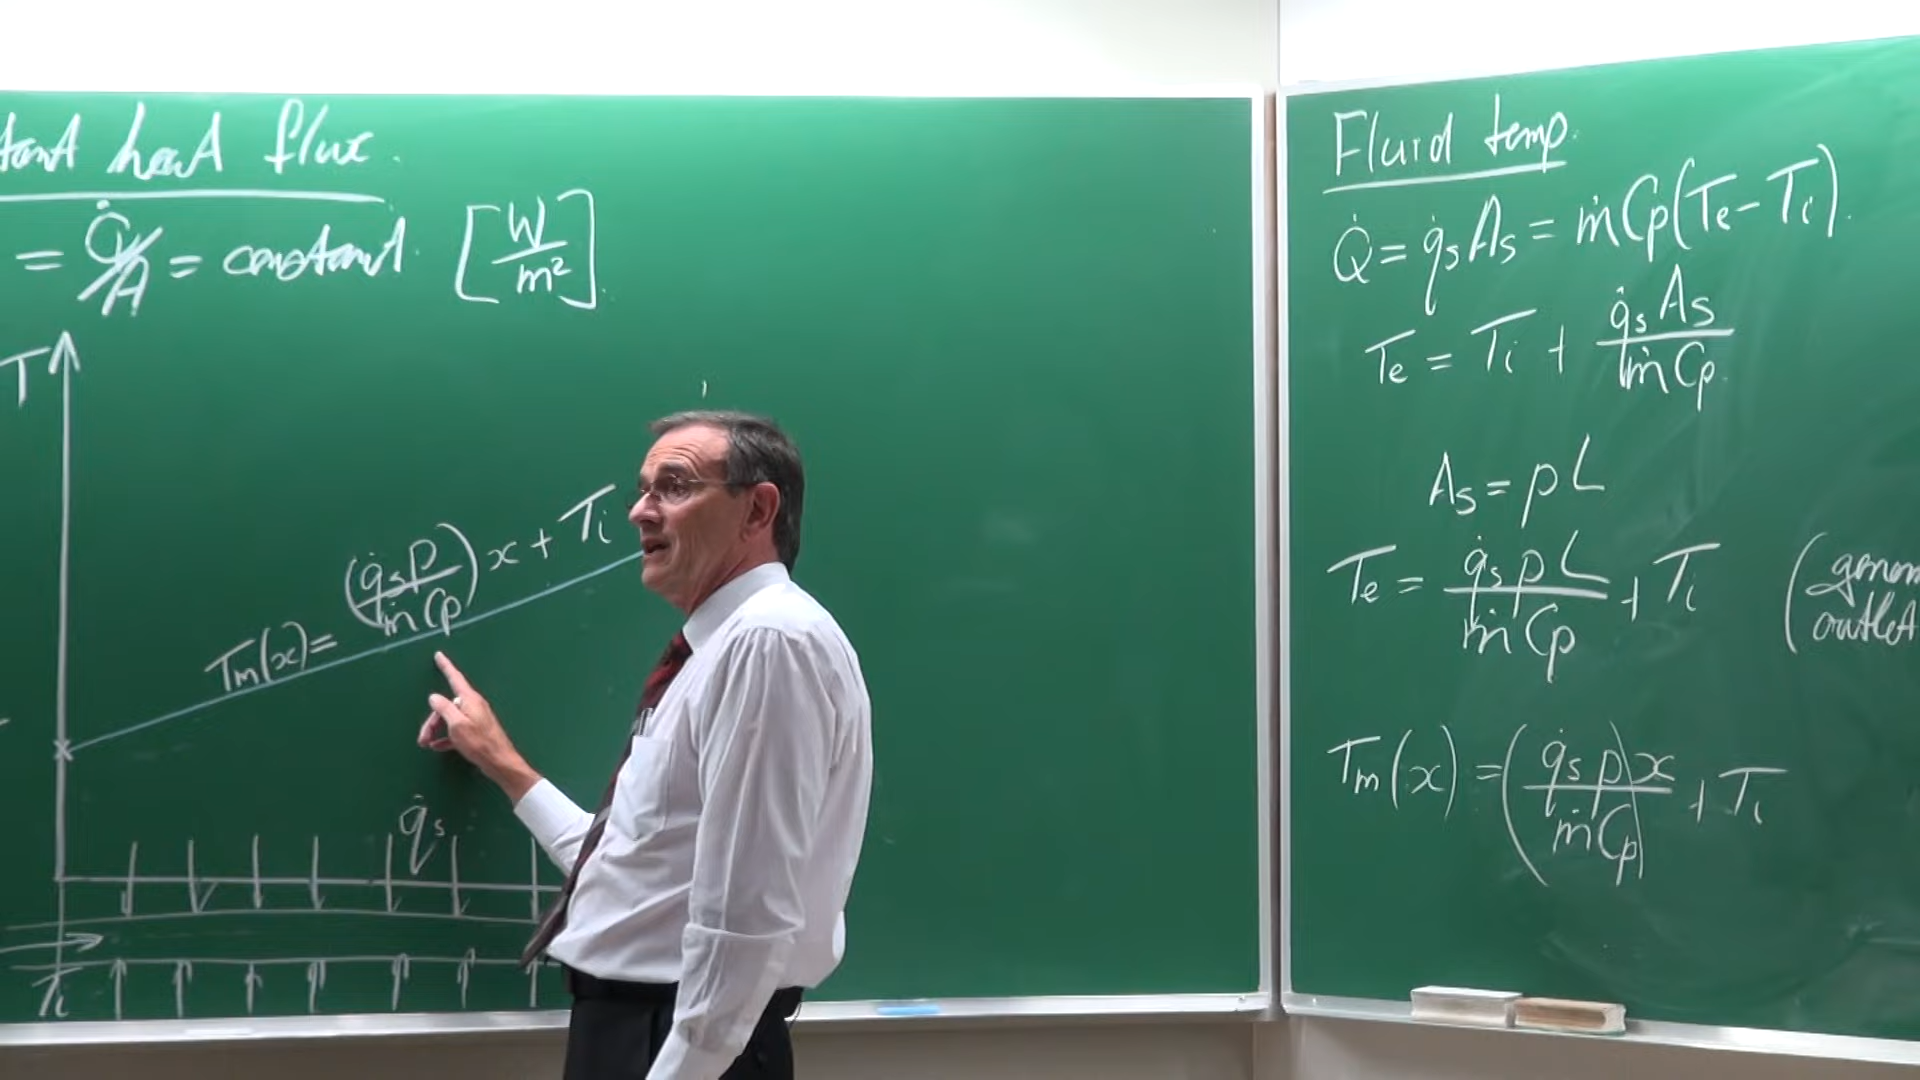 heat flux.
= Q̇/A = constant. [W/m²].
T
Tm(x) = (q̇s p / ṁ Cp) x + Ti
q̇s
Ti
Fluid temp.
Q̇ = q̇s As = ṁ Cp (Te - Ti).
Te = Ti + q̇s As / ṁ Cp.
As = p L
Te = q̇s p L / ṁ Cp + Ti
outlet
Tm(x) = (q̇s p / ṁ Cp) x + Ti